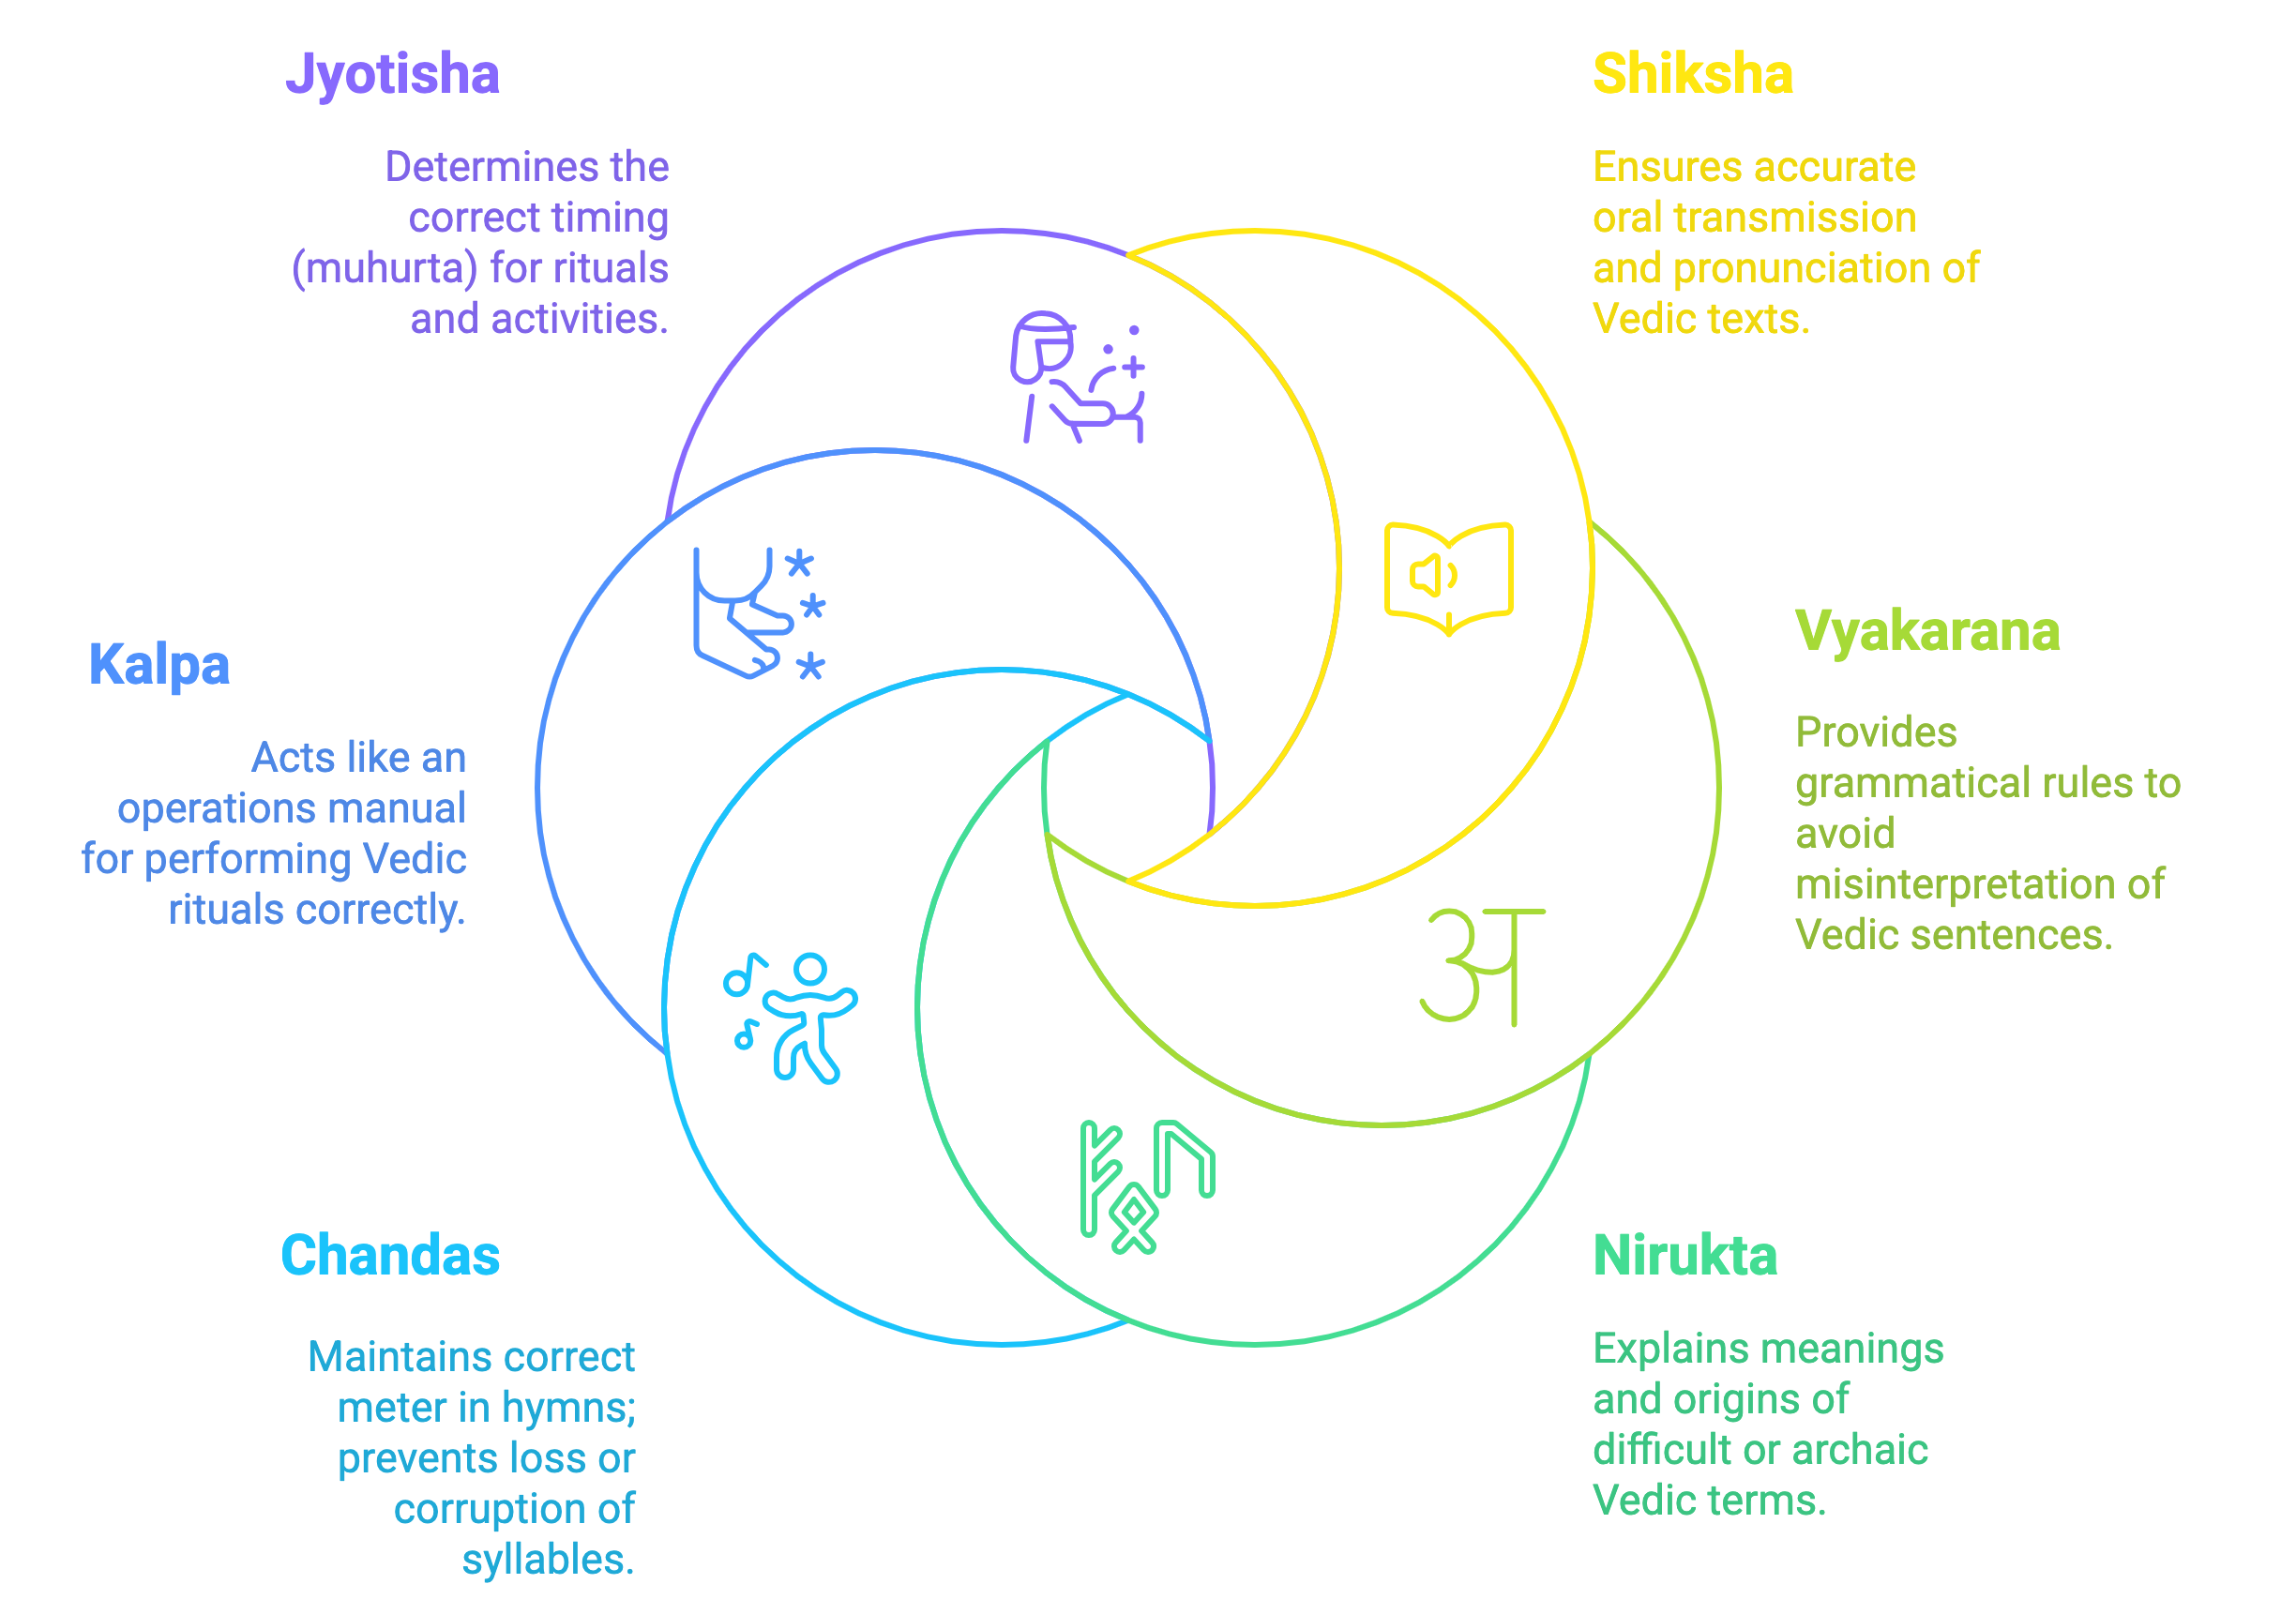 Jyotisha
Determines the
correct timing
(muhurta) for rituals
and activities.
Shiksha
Ensures accurate
oral transmission
and pronunciation of
Vedic texts.
Kalpa
Acts like an
operations manual
for performing Vedic
rituals correctly.
Vyakarana
Provides
grammatical rules to
avoid
misinterpretation of
Vedic sentences.
अ
Chandas
Maintains correct
meter in hymns;
prevents loss or
corruption of
syllables.
Nirukta
Explains meanings
and origins of
difficult or archaic
Vedic terms.